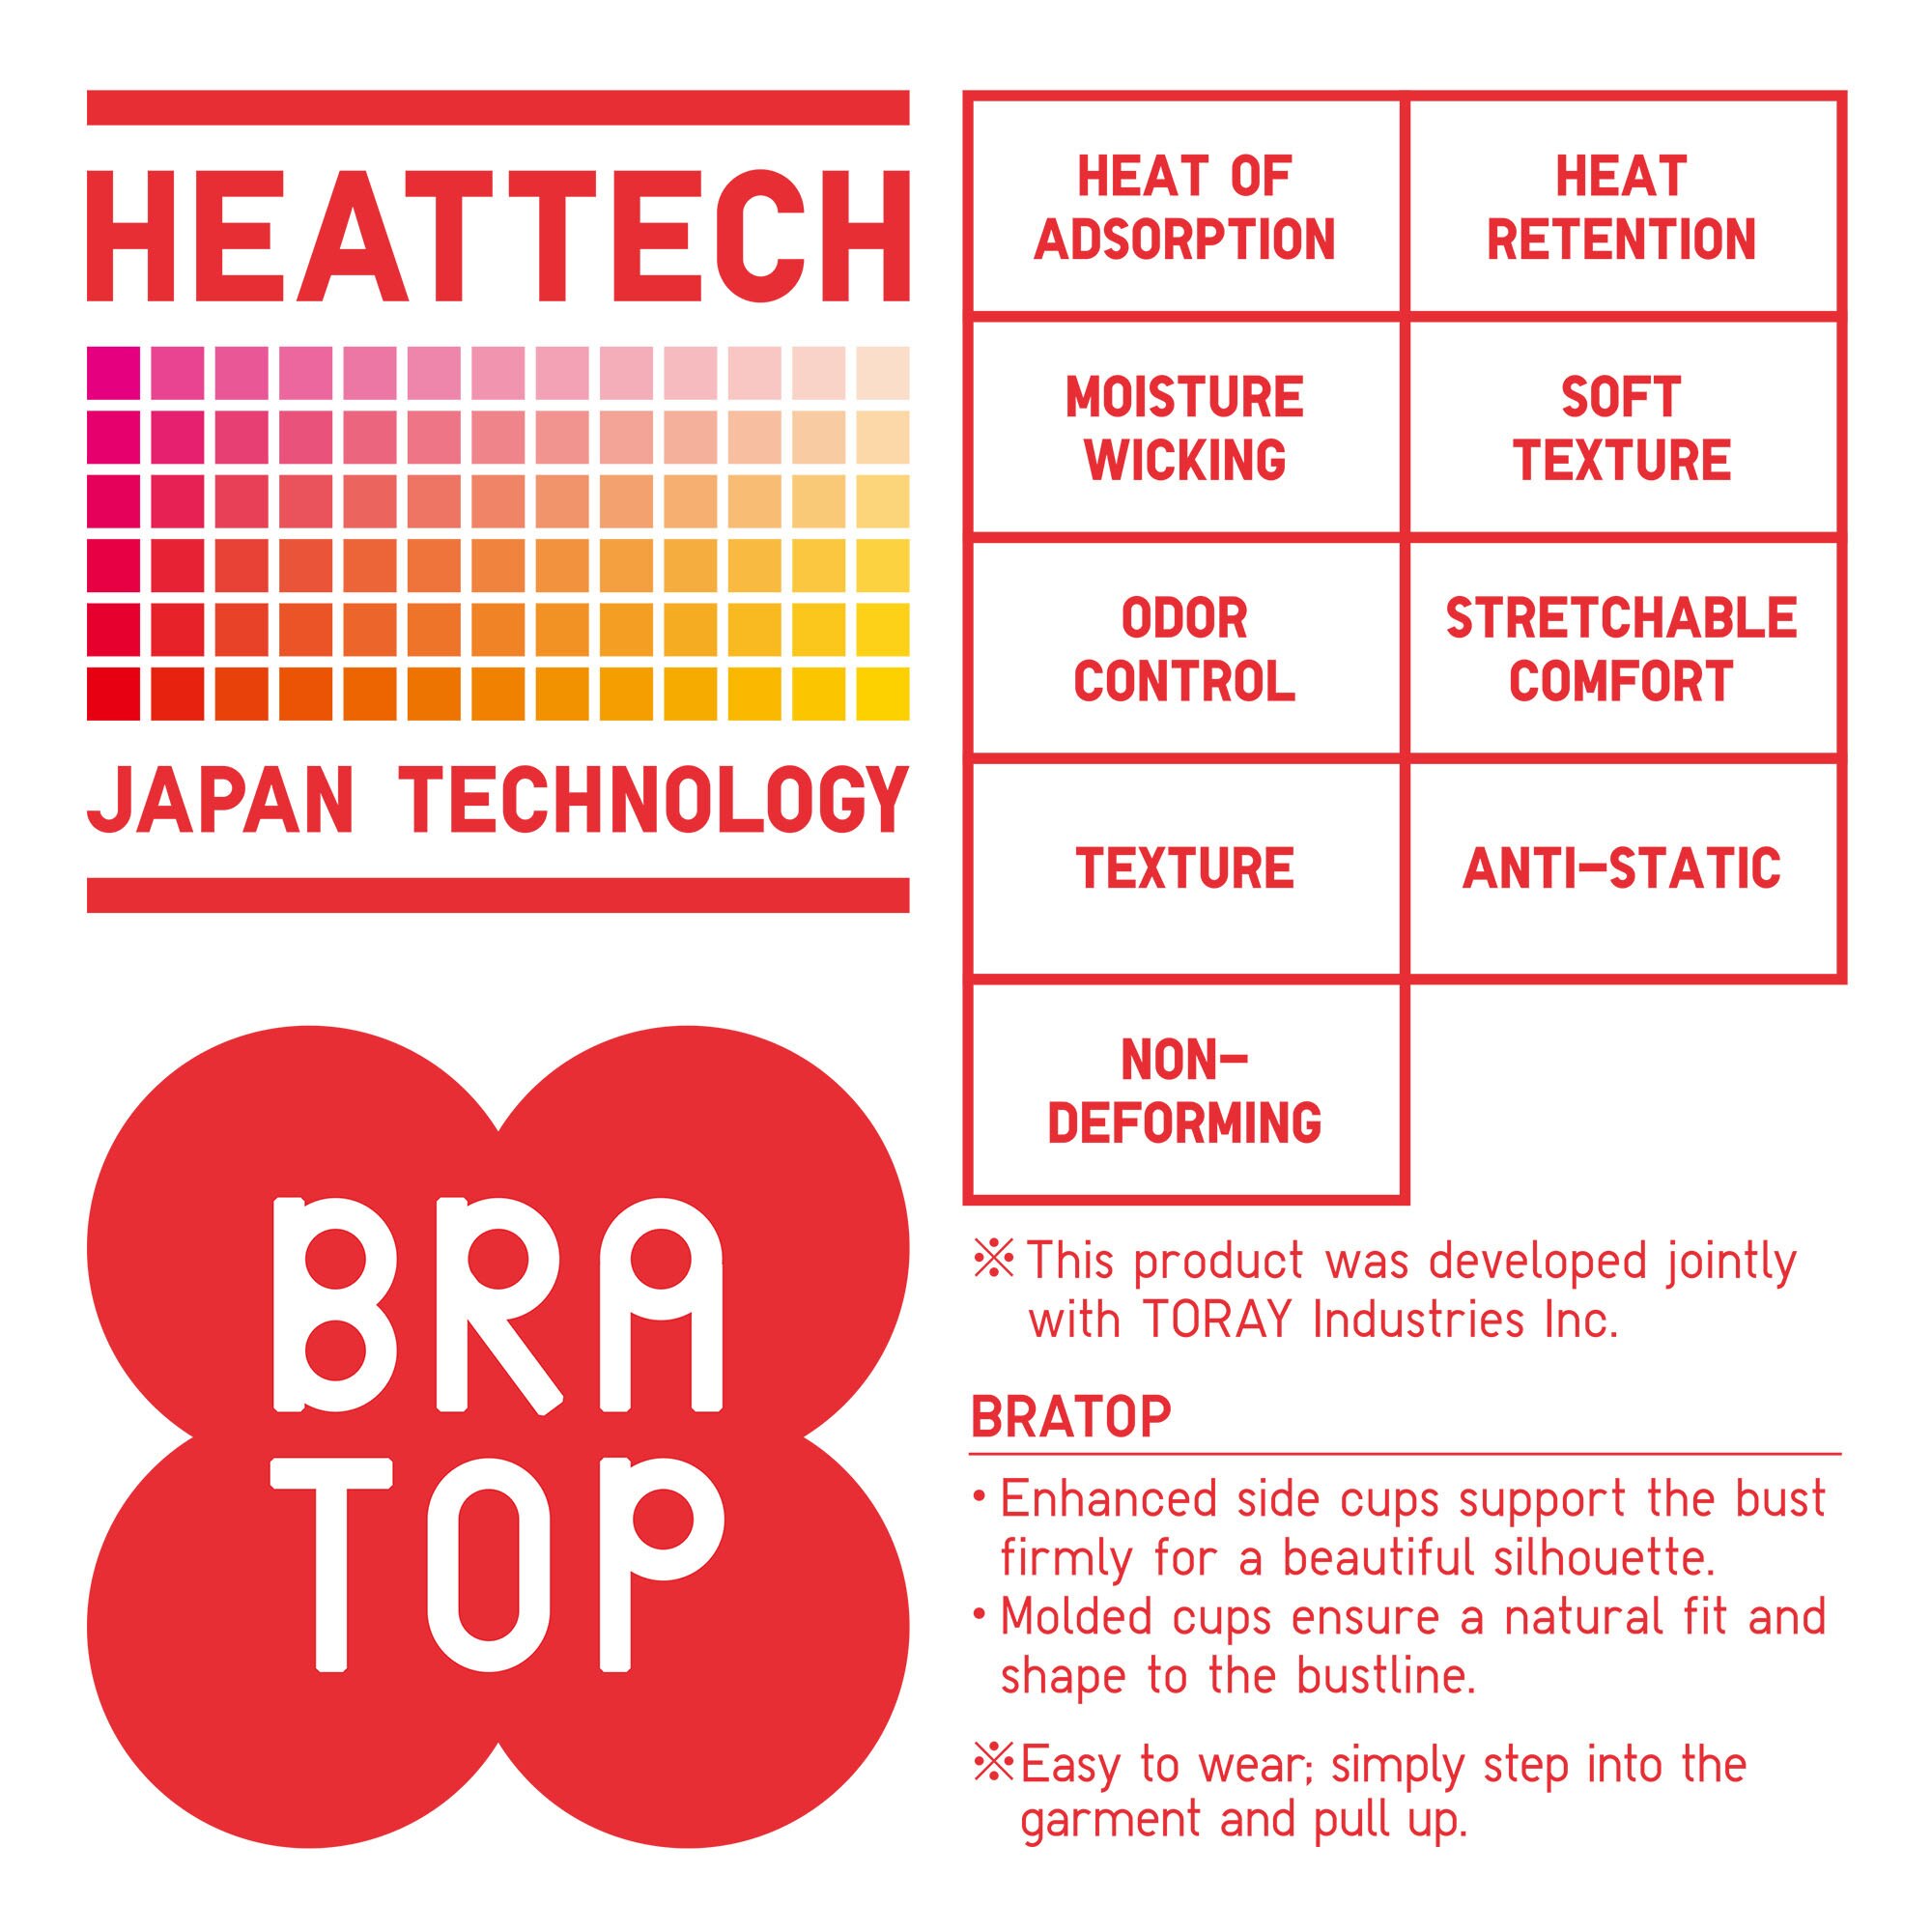 HEATTECH
JAPAN TECHNOLOGY
BRA
TOP
HEAT OF
ADSORPTION
HEAT
RETENTION
MOISTURE
WICKING
SOFT
TEXTURE
ODOR
CONTROL
STRETCHABLE
COMFORT
TEXTURE
ANTI-STATIC
NON-
DEFORMING
※This product was developed jointly
with TORAY Industries Inc.
BRATOP
• Enhanced side cups support the bust
firmly for a beautiful silhouette.
• Molded cups ensure a natural fit and
shape to the bustline.
※Easy to wear; simply step into the
garment and pull up.